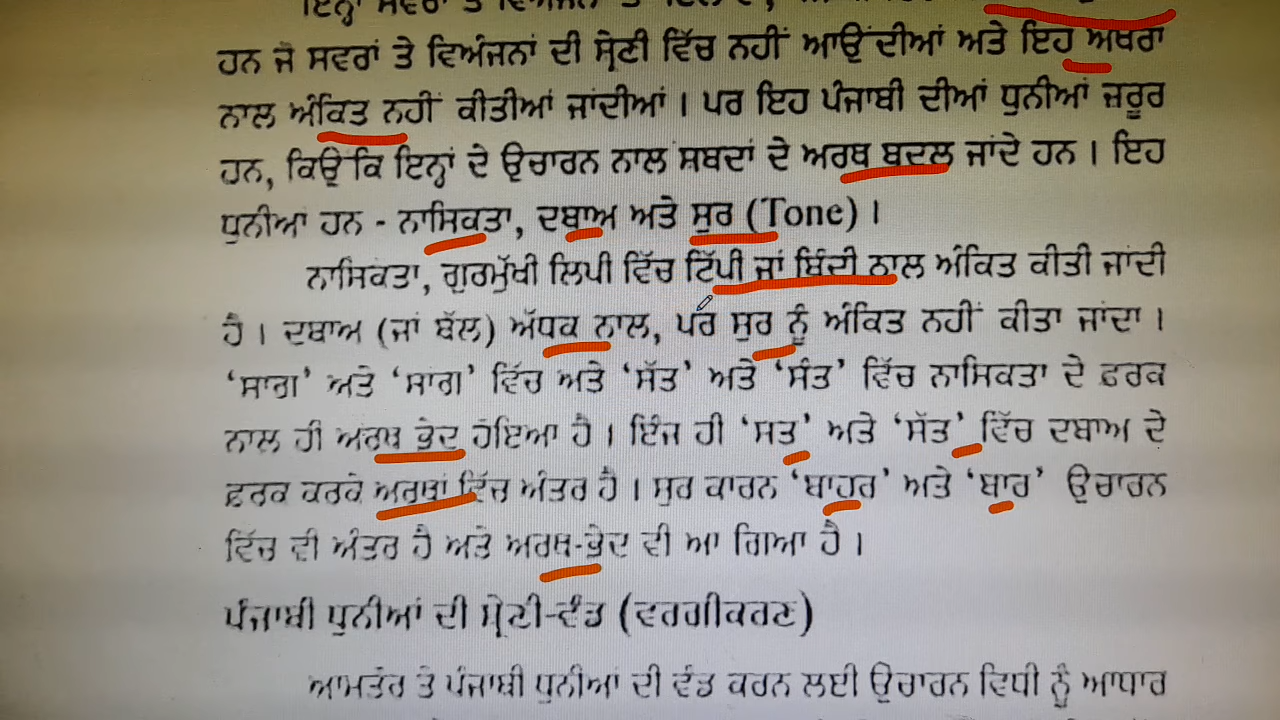 ਹਨ ਜੋ ਸਵਰਾਂ ਤੇ ਵਿਅੰਜਨਾਂ ਦੀ ਸ਼੍ਰੇਣੀ ਵਿੱਚ ਨਹੀਂ ਆਉਂਦੀਆਂ ਅਤੇ ਇਹ ਅਖਰਾਂ
ਨਾਲ ਅੰਕਿਤ ਨਹੀਂ ਕੀਤੀਆਂ ਜਾਂਦੀਆਂ । ਪਰ ਇਹ ਪੰਜਾਬੀ ਦੀਆਂ ਧੁਨੀਆਂ ਜ਼ਰੂਰ
ਹਨ, ਕਿਉਂਕਿ ਇਨ੍ਹਾਂ ਦੇ ਉਚਾਰਨ ਨਾਲ ਸ਼ਬਦਾਂ ਦੇ ਅਰਥ ਬਦਲ ਜਾਂਦੇ ਹਨ । ਇਹ
ਧੁਨੀਆ ਹਨ - ਨਾਸਿਕਤਾ, ਦਬਾਅ ਅਤੇ ਸੁਰ (Tone) ।
ਨਾਸਿਕਤਾ, ਗੁਰਮੁੱਖੀ ਲਿਪੀ ਵਿੱਚ ਟਿੱਪੀ ਜਾਂ ਬਿੰਦੀ ਨਾਲ ਅੰਕਿਤ ਕੀਤੀ ਜਾਂਦੀ
ਹੈ । ਦਬਾਅ (ਜਾਂ ਬੱਲ) ਅੱਧਕ ਨਾਲ, ਪਰ ਸੁਰ ਨੂੰ ਅੰਕਿਤ ਨਹੀਂ ਕੀਤਾ ਜਾਂਦਾ ।
‘ਸਾਗ’ ਅਤੇ ‘ਸਾਂਗ’ ਵਿੱਚ ਅਤੇ ‘ਸੱਤ’ ਅਤੇ ‘ਸੰਤ’ ਵਿੱਚ ਨਾਸਿਕਤਾ ਦੇ ਫ਼ਰਕ
ਨਾਲ ਹੀ ਅਰਥ ਭੇਦ ਹੋਇਆ ਹੈ । ਇੰਜ ਹੀ ‘ਸਤ’ ਅਤੇ ‘ਸੱਤ’ ਵਿੱਚ ਦਬਾਅ ਦੇ
ਫ਼ਰਕ ਕਰਕੇ ਅਰਥਾਂ ਵਿੱਚ ਅੰਤਰ ਹੈ । ਸੁਰ ਕਾਰਨ ‘ਬਾਹਰ’ ਅਤੇ ‘ਬਾਰ’ ਉਚਾਰਨ
ਵਿੱਚ ਵੀ ਅੰਤਰ ਹੈ ਅਤੇ ਅਰਥ-ਭੇਦ ਵੀ ਆ ਗਿਆ ਹੈ ।
ਪੰਜਾਬੀ ਧੁਨੀਆਂ ਦੀ ਸ਼੍ਰੇਣੀ-ਵੰਡ (ਵਰਗੀਕਰਣ)
ਆਮਤੌਰ ਤੇ ਪੰਜਾਬੀ ਧੁਨੀਆਂ ਦੀ ਵੰਡ ਕਰਨ ਲਈ ਉਚਾਰਨ ਵਿਧੀ ਨੂੰ ਆਧਾਰ